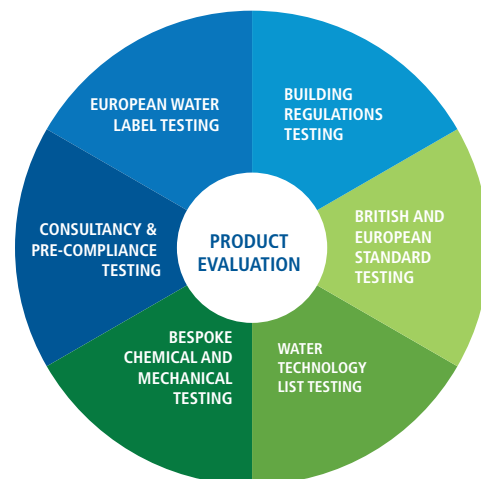 EUROPEAN WATER
LABEL TESTING
BUILDING
REGULATIONS
TESTING
BRITISH AND
EUROPEAN
STANDARD
TESTING
WATER
TECHNOLOGY
LIST TESTING
BESPOKE
CHEMICAL AND
MECHANICAL
TESTING
CONSULTANCY &
PRE-COMPLIANCE
TESTING
PRODUCT
EVALUATION